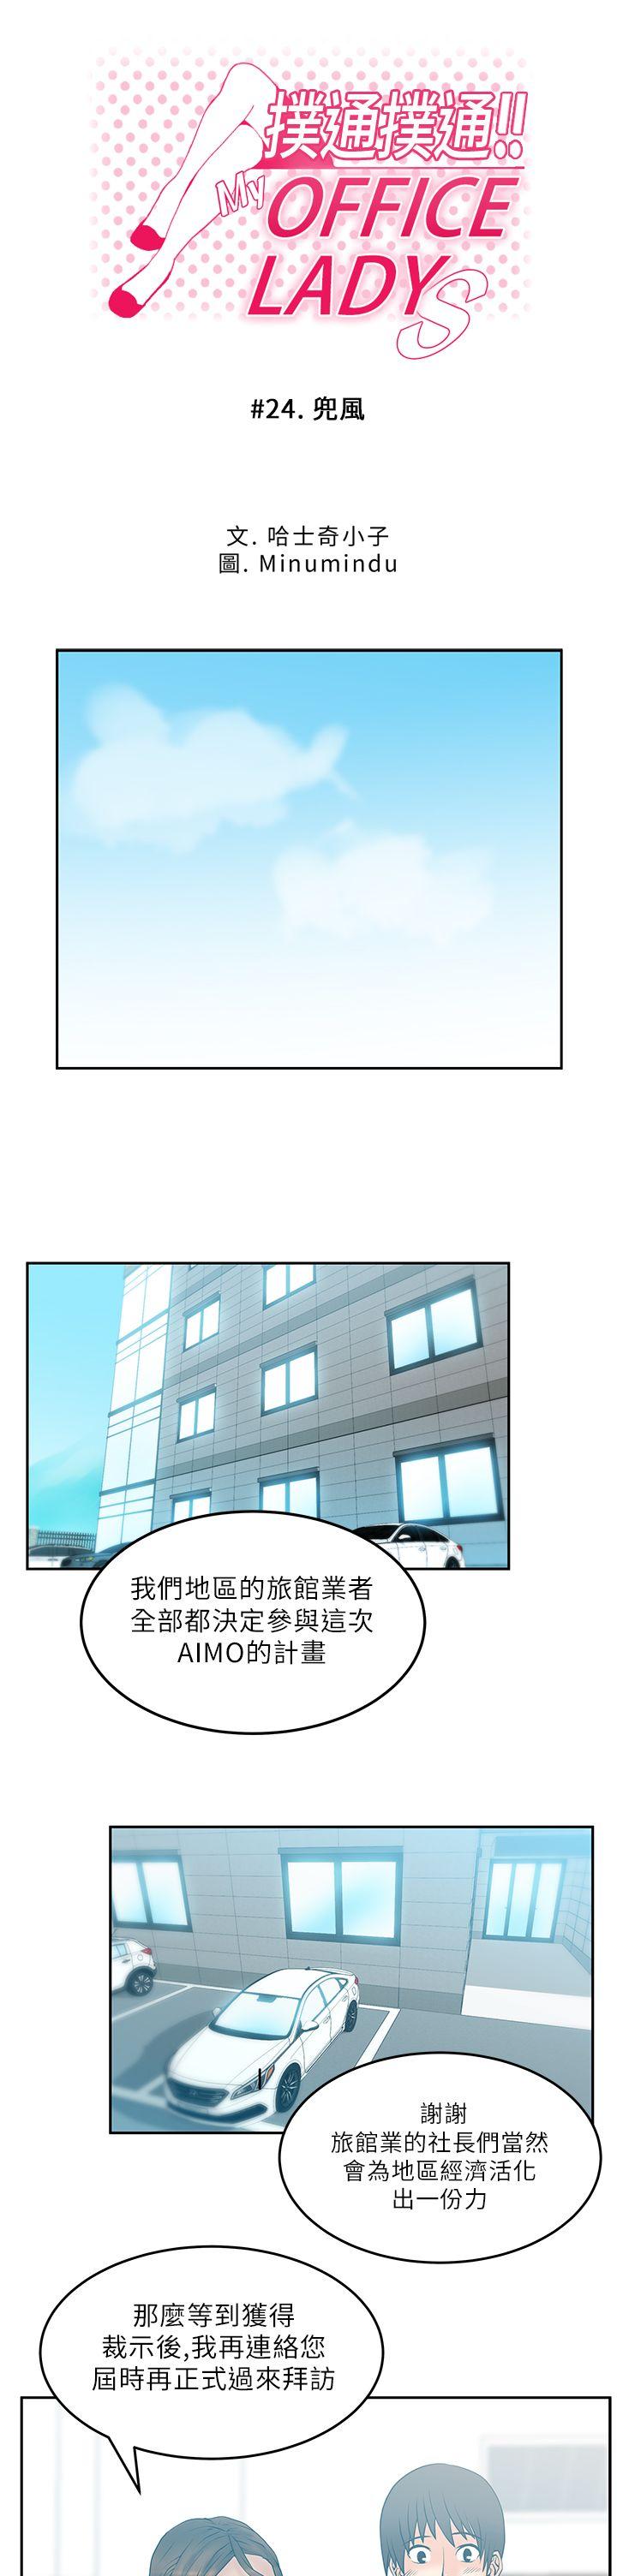 撲通撲通!!
My OFFICE
LADYS
#24. 兜風
文. 哈士奇小子
圖. Minumindu
我們地區的旅館業者
全部都決定參與這次
AIMO的計畫
謝謝
旅館業的社長們當然
會為地區經濟活化
出一份力
那麼等到獲得
裁示後,我再連絡您
屆時再正式過來拜訪